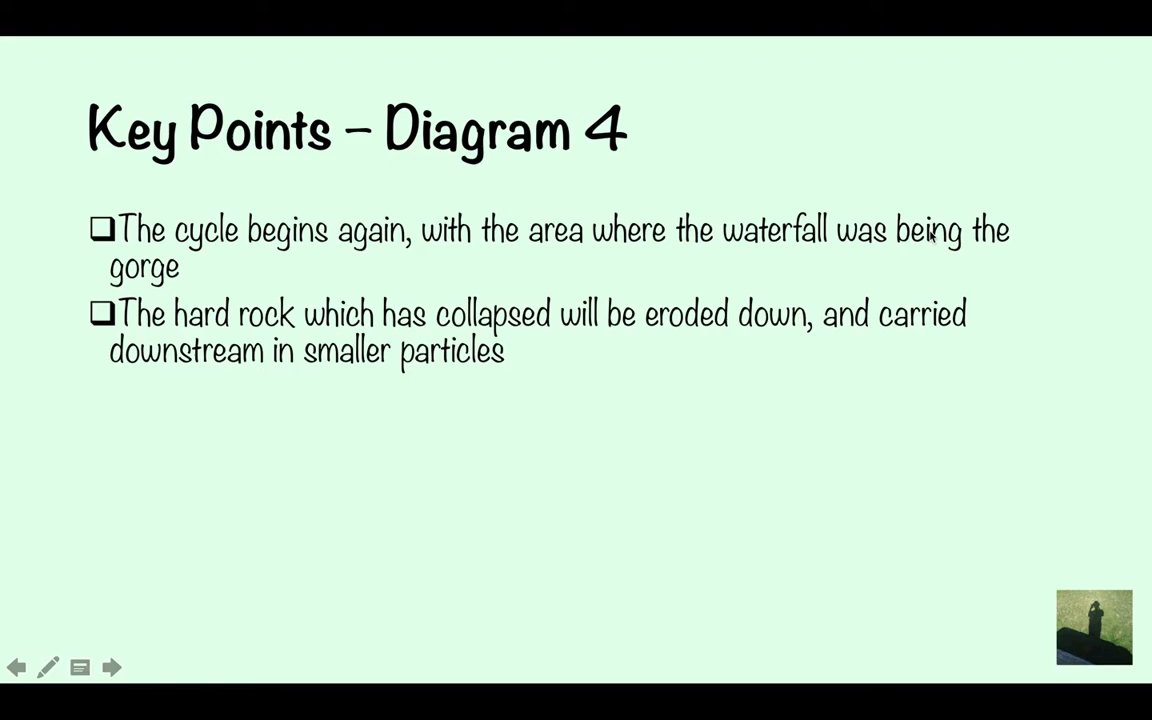 Key Points – Diagram 4
❑The cycle begins again, with the area where the waterfall was being the
gorge
❑The hard rock which has collapsed will be eroded down, and carried
downstream in smaller particles